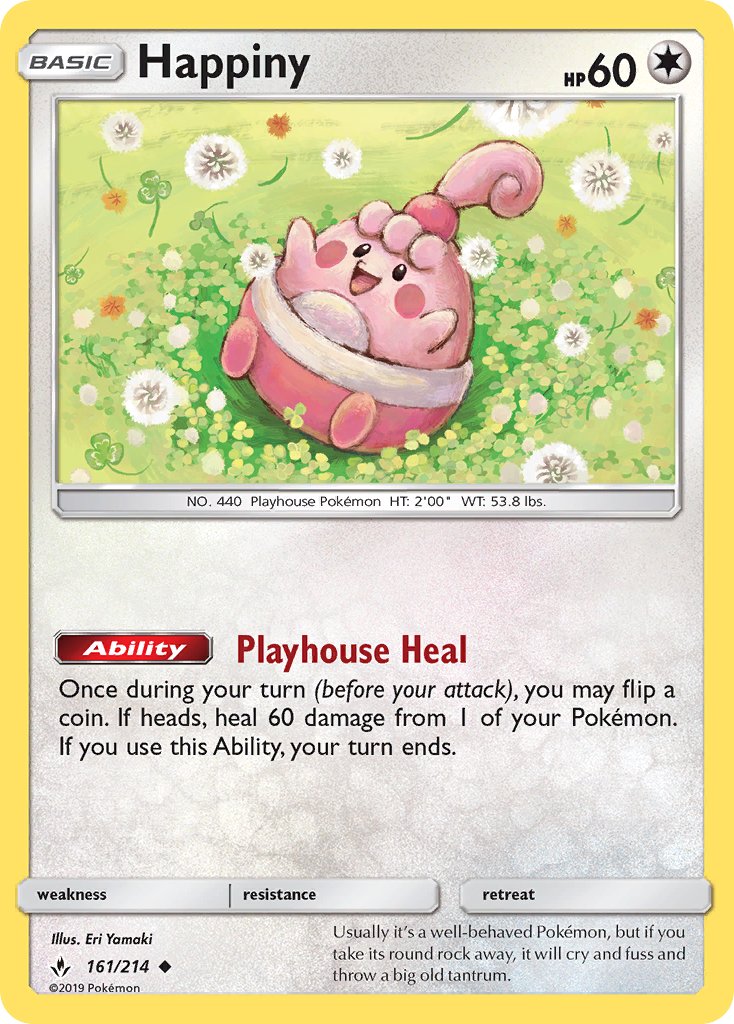 BASIC Happiny HP60
NO. 440 Playhouse Pokémon HT: 2'00" WT: 53.8 lbs.
Ability Playhouse Heal
Once during your turn (before your attack), you may flip a
coin. If heads, heal 60 damage from 1 of your Pokémon.
If you use this Ability, your turn ends.
weakness resistance retreat
Illus. Eri Yamaki
161/214
©2019 Pokémon
Usually it's a well-behaved Pokémon, but if you
take its round rock away, it will cry and fuss and
throw a big old tantrum.